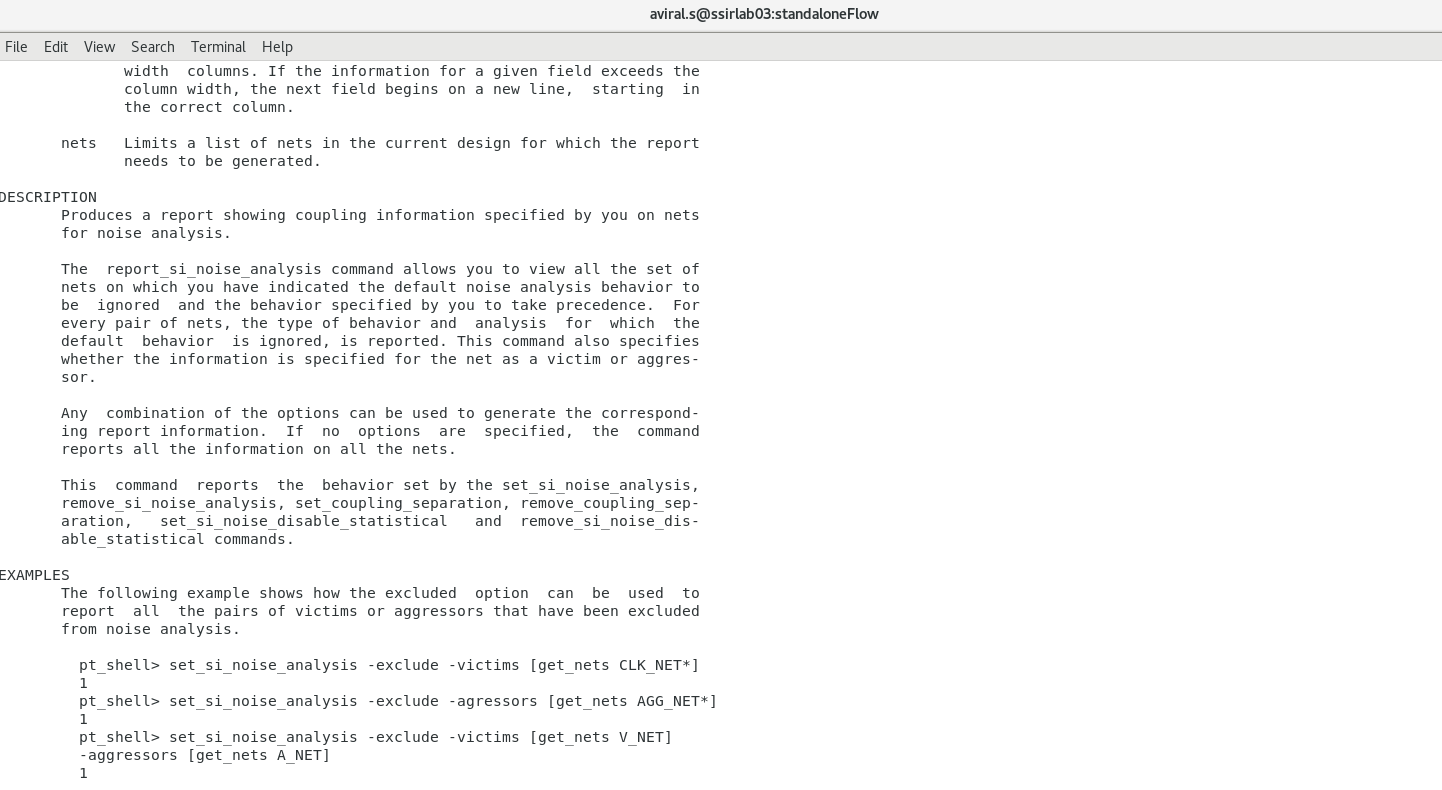 aviral.s@ssirlab03:standaloneFlow
File Edit View Search Terminal Help
width  columns. If the information for a given field exceeds the
column width, the next field begins on a new line,  starting  in
the correct column.
nets   Limits a list of nets in the current design for which the report
needs to be generated.
DESCRIPTION
Produces a report showing coupling information specified by you on nets
for noise analysis.
The  report_si_noise_analysis command allows you to view all the set of
nets on which you have indicated the default noise analysis behavior to
be  ignored  and the behavior specified by you to take precedence.  For
every pair of nets, the type of behavior and  analysis  for  which  the
default  behavior  is ignored, is reported. This command also specifies
whether the information is specified for the net as a victim or aggres-
sor.
Any  combination of the options can be used to generate the correspond-
ing report information.  If  no  options  are  specified,  the  command
reports all the information on all the nets.
This  command  reports  the  behavior set by the set_si_noise_analysis,
remove_si_noise_analysis, set_coupling_separation, remove_coupling_sep-
aration,   set_si_noise_disable_statistical   and  remove_si_noise_dis-
able_statistical commands.
EXAMPLES
The following example shows how the excluded  option  can  be  used  to
report  all  the pairs of victims or aggressors that have been excluded
from noise analysis.
pt_shell> set_si_noise_analysis -exclude -victims [get_nets CLK_NET*]
1
pt_shell> set_si_noise_analysis -exclude -agressors [get_nets AGG_NET*]
1
pt_shell> set_si_noise_analysis -exclude -victims [get_nets V_NET]
-aggressors [get_nets A_NET]
1